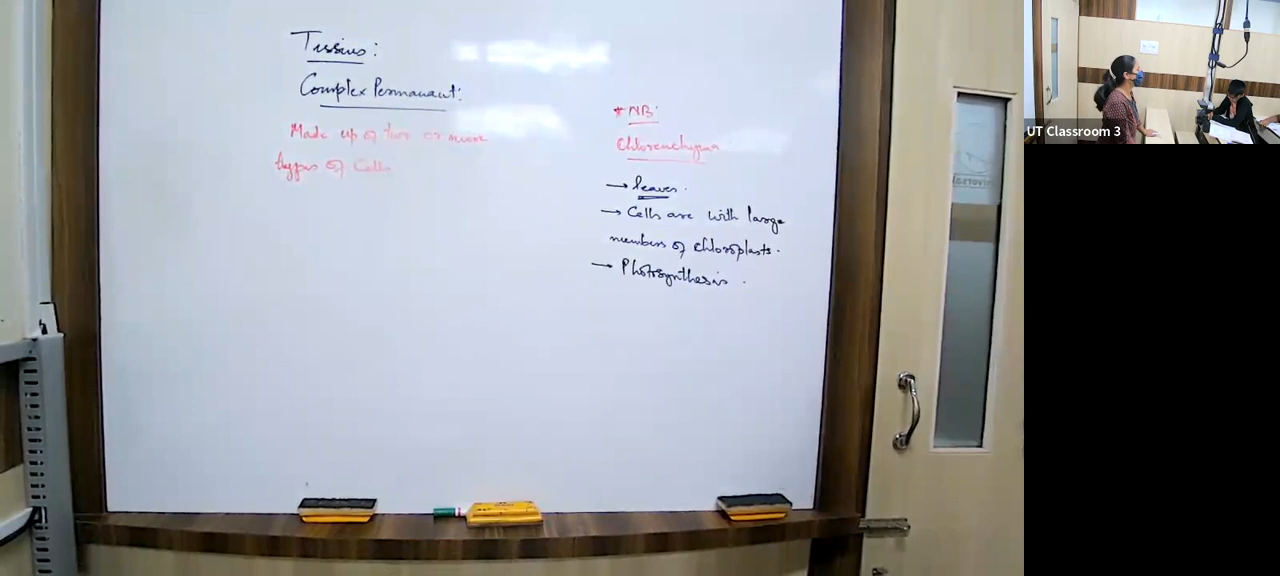 Tissues:
Complex Permanant:
Made up of two or more
types of Cells
* NB:
Chlorenchyma
→ leaves.
→ Cells are with large
numbers of chloroplasts.
→ Photosynthesis.
UT Classroom 3